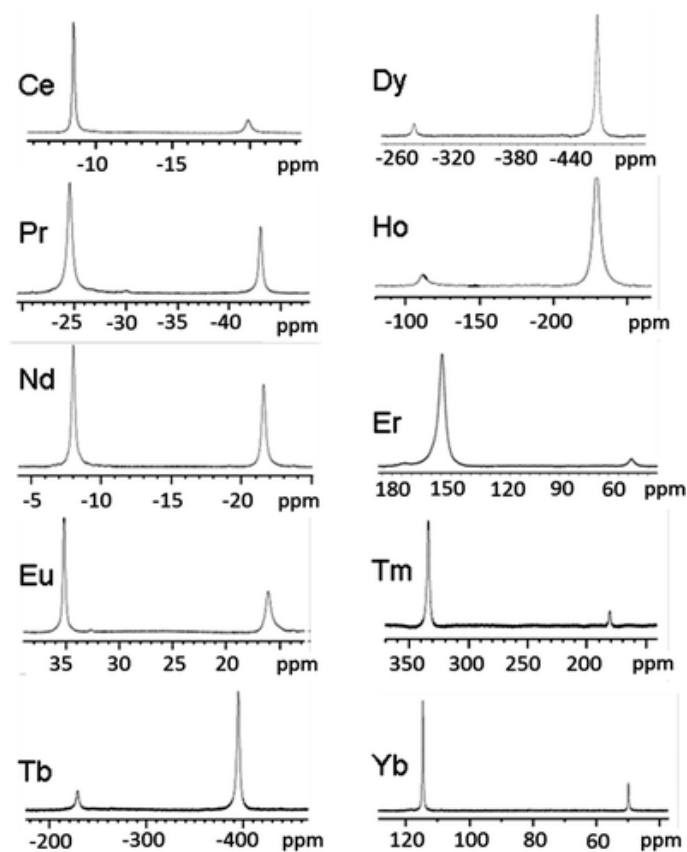 Ce
-10 -15 ppm
Pr
-25 -30 -35 -40 ppm
Nd
-5 -10 -15 -20 ppm
Eu
35 30 25 20 ppm
Tb
-200 -300 -400 ppm
Dy
-260 -320 -380 -440 ppm
Ho
-100 -150 -200 ppm
Er
180 150 120 90 60 ppm
Tm
350 300 250 200 ppm
Yb
120 100 80 60 ppm